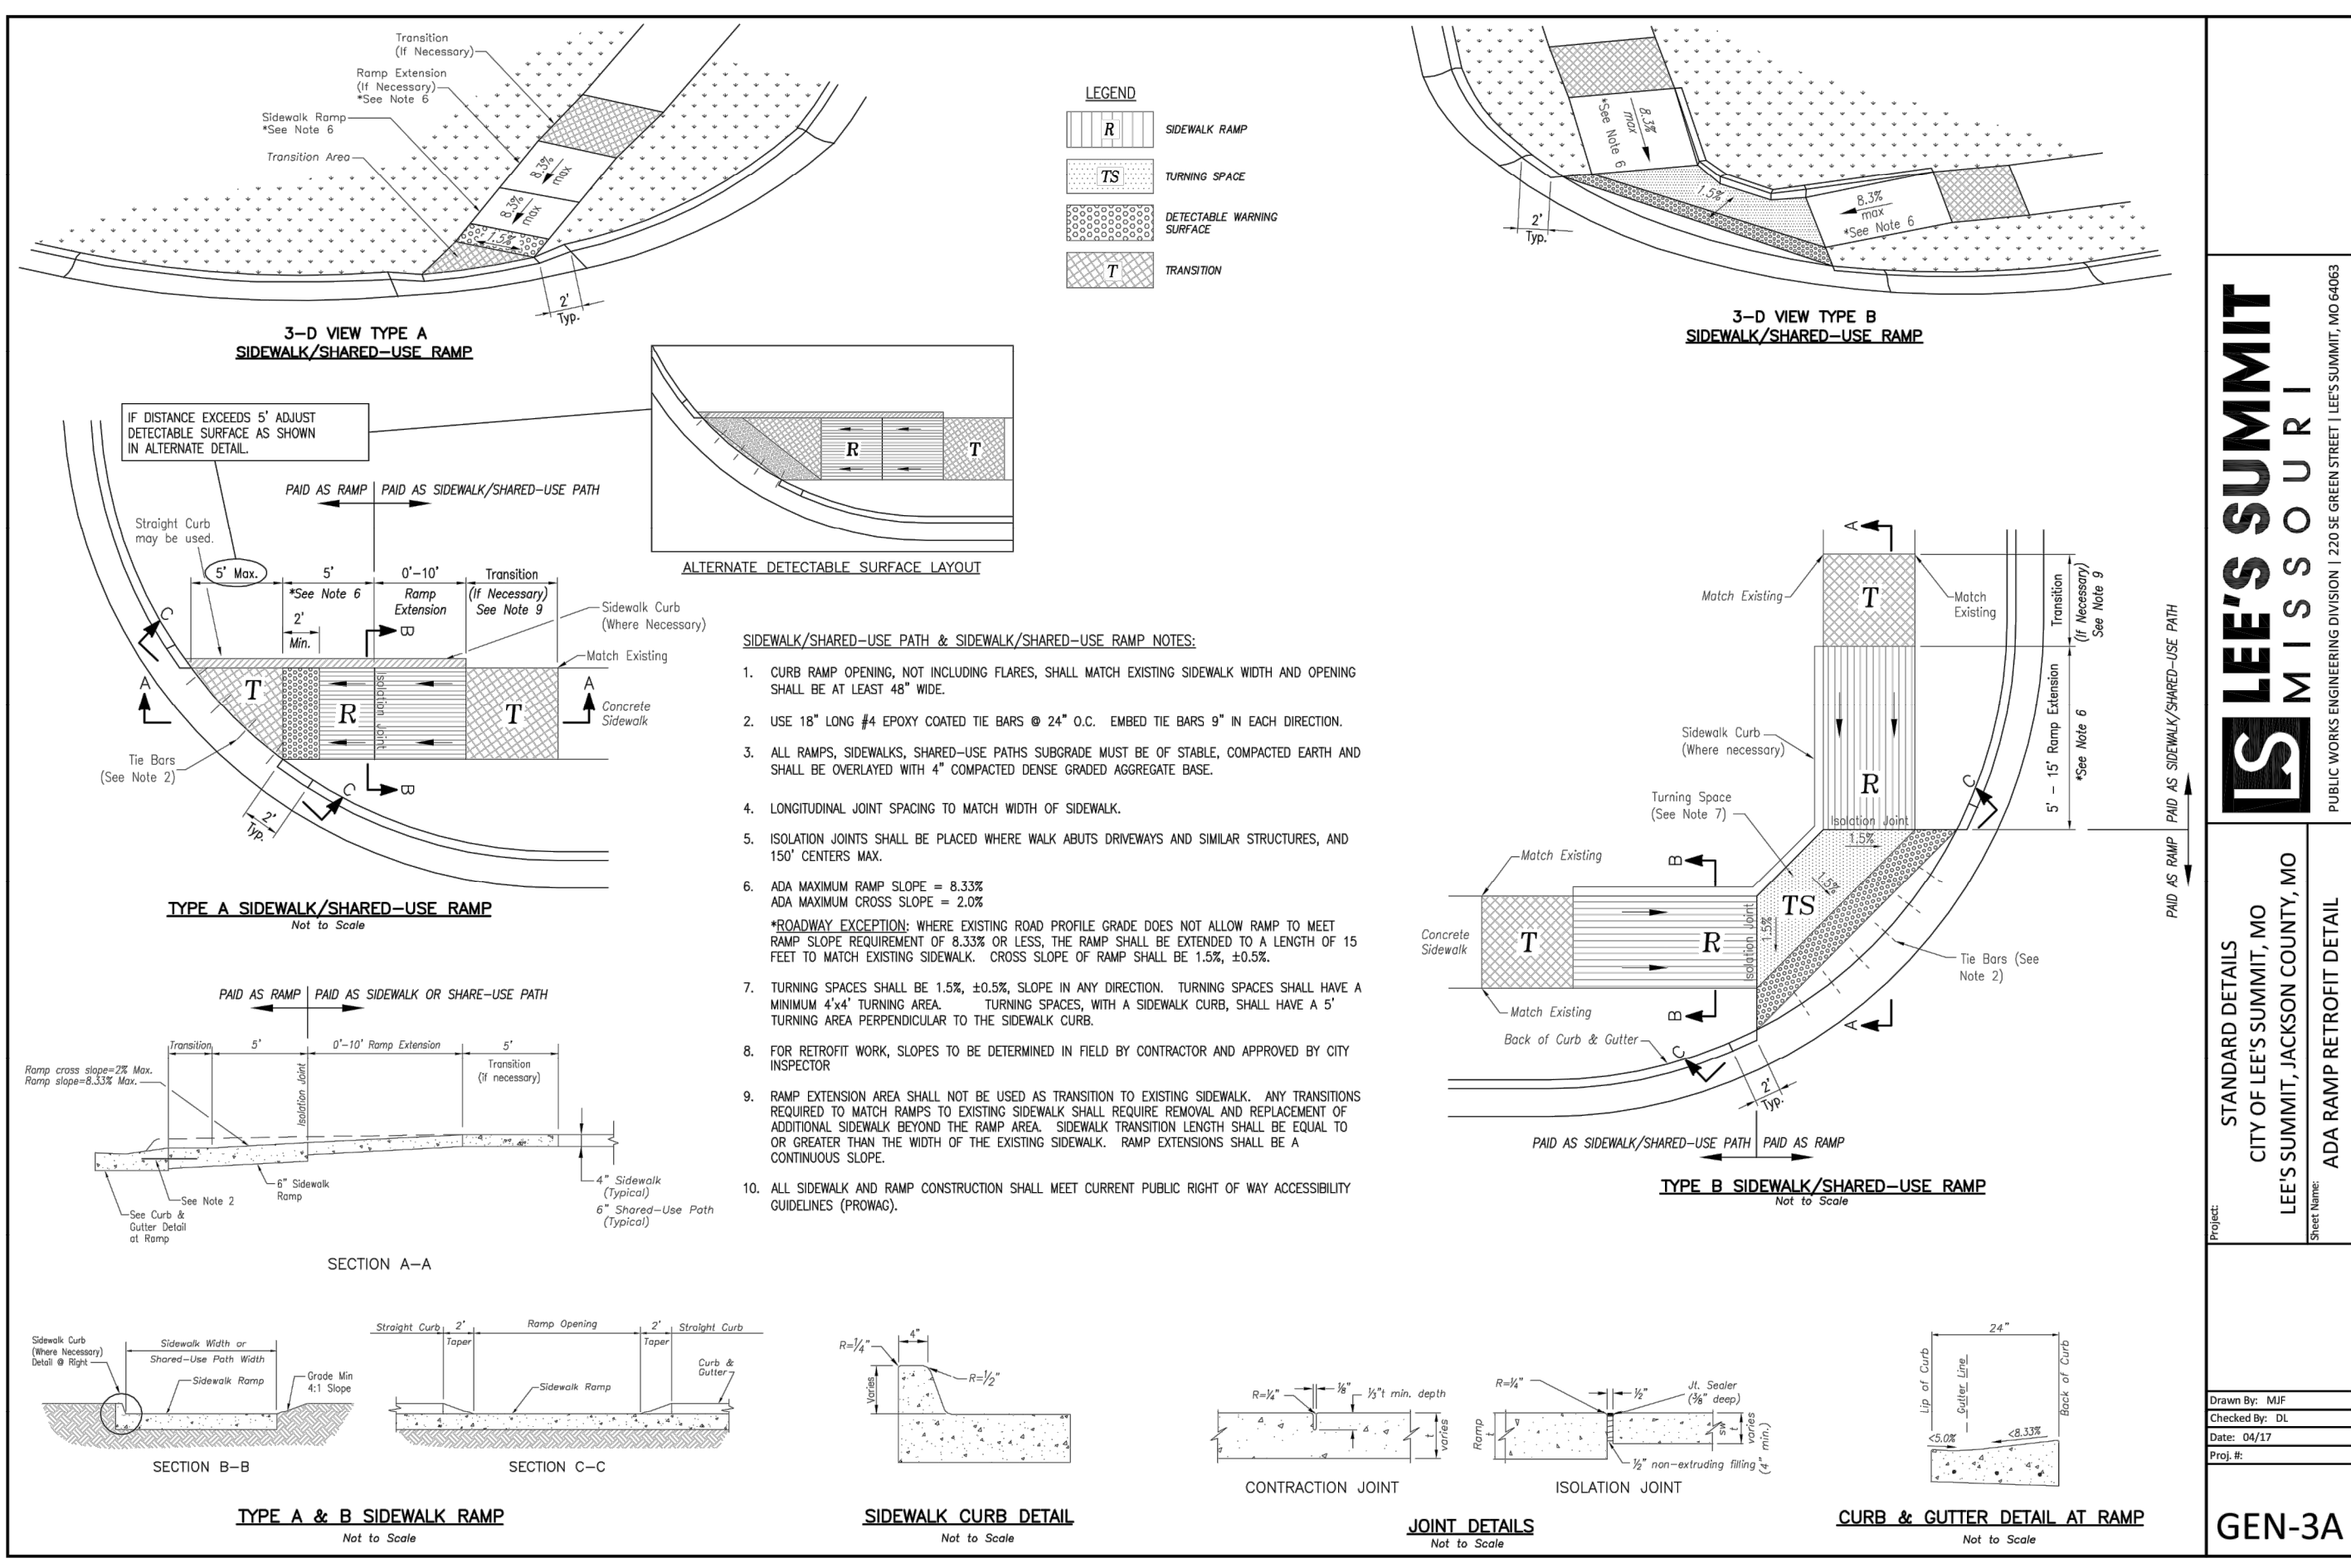 Transition
(If Necessary)
Ramp Extension
(If Necessary)
*See Note 6
Sidewalk Ramp
*See Note 6
Transition Area
8.3%
max
8.3%
max
1.5%
2'
Typ.
3-D VIEW TYPE A
SIDEWALK/SHARED-USE RAMP
LEGEND
R
SIDEWALK RAMP
TS
TURNING SPACE
DETECTABLE WARNING
SURFACE
T
TRANSITION
8.3%
max
*See Note 6
1.5%
8.3%
max
*See Note 6
2'
Typ.
3-D VIEW TYPE B
SIDEWALK/SHARED-USE RAMP
IF DISTANCE EXCEEDS 5' ADJUST
DETECTABLE SURFACE AS SHOWN
IN ALTERNATE DETAIL.
R
T
ALTERNATE DETECTABLE SURFACE LAYOUT
PAID AS RAMP
PAID AS SIDEWALK/SHARED-USE PATH
Straight Curb
may be used.
5' Max.
5'
*See Note 6
2'
Min.
0'-10'
Ramp
Extension
Transition
(If Necessary)
See Note 9
Sidewalk Curb
(Where Necessary)
Match Existing
Concrete
Sidewalk
C
B
A
T
R
Isolation Joint
T
A
B
C
Tie Bars
(See Note 2)
2'
Typ.
TYPE A SIDEWALK/SHARED-USE RAMP
Not to Scale
SIDEWALK/SHARED-USE PATH & SIDEWALK/SHARED-USE RAMP NOTES:
1. CURB RAMP OPENING, NOT INCLUDING FLARES, SHALL MATCH EXISTING SIDEWALK WIDTH AND OPENING
SHALL BE AT LEAST 48" WIDE.
2. USE 18" LONG #4 EPOXY COATED TIE BARS @ 24" O.C. EMBED TIE BARS 9" IN EACH DIRECTION.
3. ALL RAMPS, SIDEWALKS, SHARED-USE PATHS SUBGRADE MUST BE OF STABLE, COMPACTED EARTH AND
SHALL BE OVERLAYED WITH 4" COMPACTED DENSE GRADED AGGREGATE BASE.
4. LONGITUDINAL JOINT SPACING TO MATCH WIDTH OF SIDEWALK.
5. ISOLATION JOINTS SHALL BE PLACED WHERE WALK ABUTS DRIVEWAYS AND SIMILAR STRUCTURES, AND
150' CENTERS MAX.
6. ADA MAXIMUM RAMP SLOPE = 8.33%
ADA MAXIMUM CROSS SLOPE = 2.0%
*ROADWAY EXCEPTION: WHERE EXISTING ROAD PROFILE GRADE DOES NOT ALLOW RAMP TO MEET
RAMP SLOPE REQUIREMENT OF 8.33% OR LESS, THE RAMP SHALL BE EXTENDED TO A LENGTH OF 15
FEET TO MATCH EXISTING SIDEWALK. CROSS SLOPE OF RAMP SHALL BE 1.5%, ±0.5%.
7. TURNING SPACES SHALL BE 1.5%, ±0.5%, SLOPE IN ANY DIRECTION. TURNING SPACES SHALL HAVE A
MINIMUM 4'x4' TURNING AREA. TURNING SPACES, WITH A SIDEWALK CURB, SHALL HAVE A 5'
TURNING AREA PERPENDICULAR TO THE SIDEWALK CURB.
8. FOR RETROFIT WORK, SLOPES TO BE DETERMINED IN FIELD BY CONTRACTOR AND APPROVED BY CITY
INSPECTOR
9. RAMP EXTENSION AREA SHALL NOT BE USED AS TRANSITION TO EXISTING SIDEWALK. ANY TRANSITIONS
REQUIRED TO MATCH RAMPS TO EXISTING SIDEWALK SHALL REQUIRE REMOVAL AND REPLACEMENT OF
ADDITIONAL SIDEWALK BEYOND THE RAMP AREA. SIDEWALK TRANSITION LENGTH SHALL BE EQUAL TO
OR GREATER THAN THE WIDTH OF THE EXISTING SIDEWALK. RAMP EXTENSIONS SHALL BE A
CONTINUOUS SLOPE.
10. ALL SIDEWALK AND RAMP CONSTRUCTION SHALL MEET CURRENT PUBLIC RIGHT OF WAY ACCESSIBILITY
GUIDELINES (PROWAG).
A
Match Existing
T
Match
Existing
Transition
(If Necessary)
See Note 9
Sidewalk Curb
(Where necessary)
5' - 15' Ramp Extension
*See Note 6
PAID AS SIDEWALK/SHARED-USE PATH
PAID AS RAMP
Turning Space
(See Note 7)
R
Isolation Joint
1.5%
C
Match Existing
B
1.5%
TS
Concrete
Sidewalk
T
R
Isolation Joint
1.5%
Tie Bars (See
Note 2)
Match Existing
B
A
Back of Curb & Gutter
C
2'
Typ.
PAID AS SIDEWALK/SHARED-USE PATH
PAID AS RAMP
TYPE B SIDEWALK/SHARED-USE RAMP
Not to Scale
PAID AS RAMP
PAID AS SIDEWALK OR SHARE-USE PATH
Transition
5'
0'-10' Ramp Extension
5'
Transition
(if necessary)
Ramp cross slope=2% Max.
Ramp slope=8.33% Max.
Isolation Joint
6" Sidewalk
Ramp
See Note 2
See Curb &
Gutter Detail
at Ramp
4" Sidewalk
(Typical)
6" Shared-Use Path
(Typical)
SECTION A-A
Sidewalk Curb
(Where Necessary)
Detail @ Right
Sidewalk Width or
Shared-Use Path Width
Sidewalk Ramp
Grade Min
4:1 Slope
SECTION B-B
Straight Curb
2'
Taper
Ramp Opening
2'
Taper
Straight Curb
Curb &
Gutter
Sidewalk Ramp
SECTION C-C
TYPE A & B SIDEWALK RAMP
Not to Scale
4"
R=1/4"
R=1/2"
Varies
SIDEWALK CURB DETAIL
Not to Scale
R=1/4"
1/8"
1/3"t min. depth
t
varies
CONTRACTION JOINT
R=1/4"
1/2"
Jt. Sealer
(3/8" deep)
Ramp
t
SW
t
varies
(4" min.)
1/2" non-extruding filling
ISOLATION JOINT
JOINT DETAILS
Not to Scale
24"
Lip of Curb
Gutter Line
Back of Curb
<5.0%
<8.33%
CURB & GUTTER DETAIL AT RAMP
Not to Scale
LS
LEE'S SUMMIT
MISSOURI
PUBLIC WORKS ENGINEERING DIVISION | 220 SE GREEN STREET | LEE'S SUMMIT, MO 64063
Project:
STANDARD DETAILS
CITY OF LEE'S SUMMIT, MO
LEE'S SUMMIT, JACKSON COUNTY, MO
Sheet Name:
ADA RAMP RETROFIT DETAIL
Drawn By: MJF
Checked By: DL
Date: 04/17
Proj. #:
GEN-3A